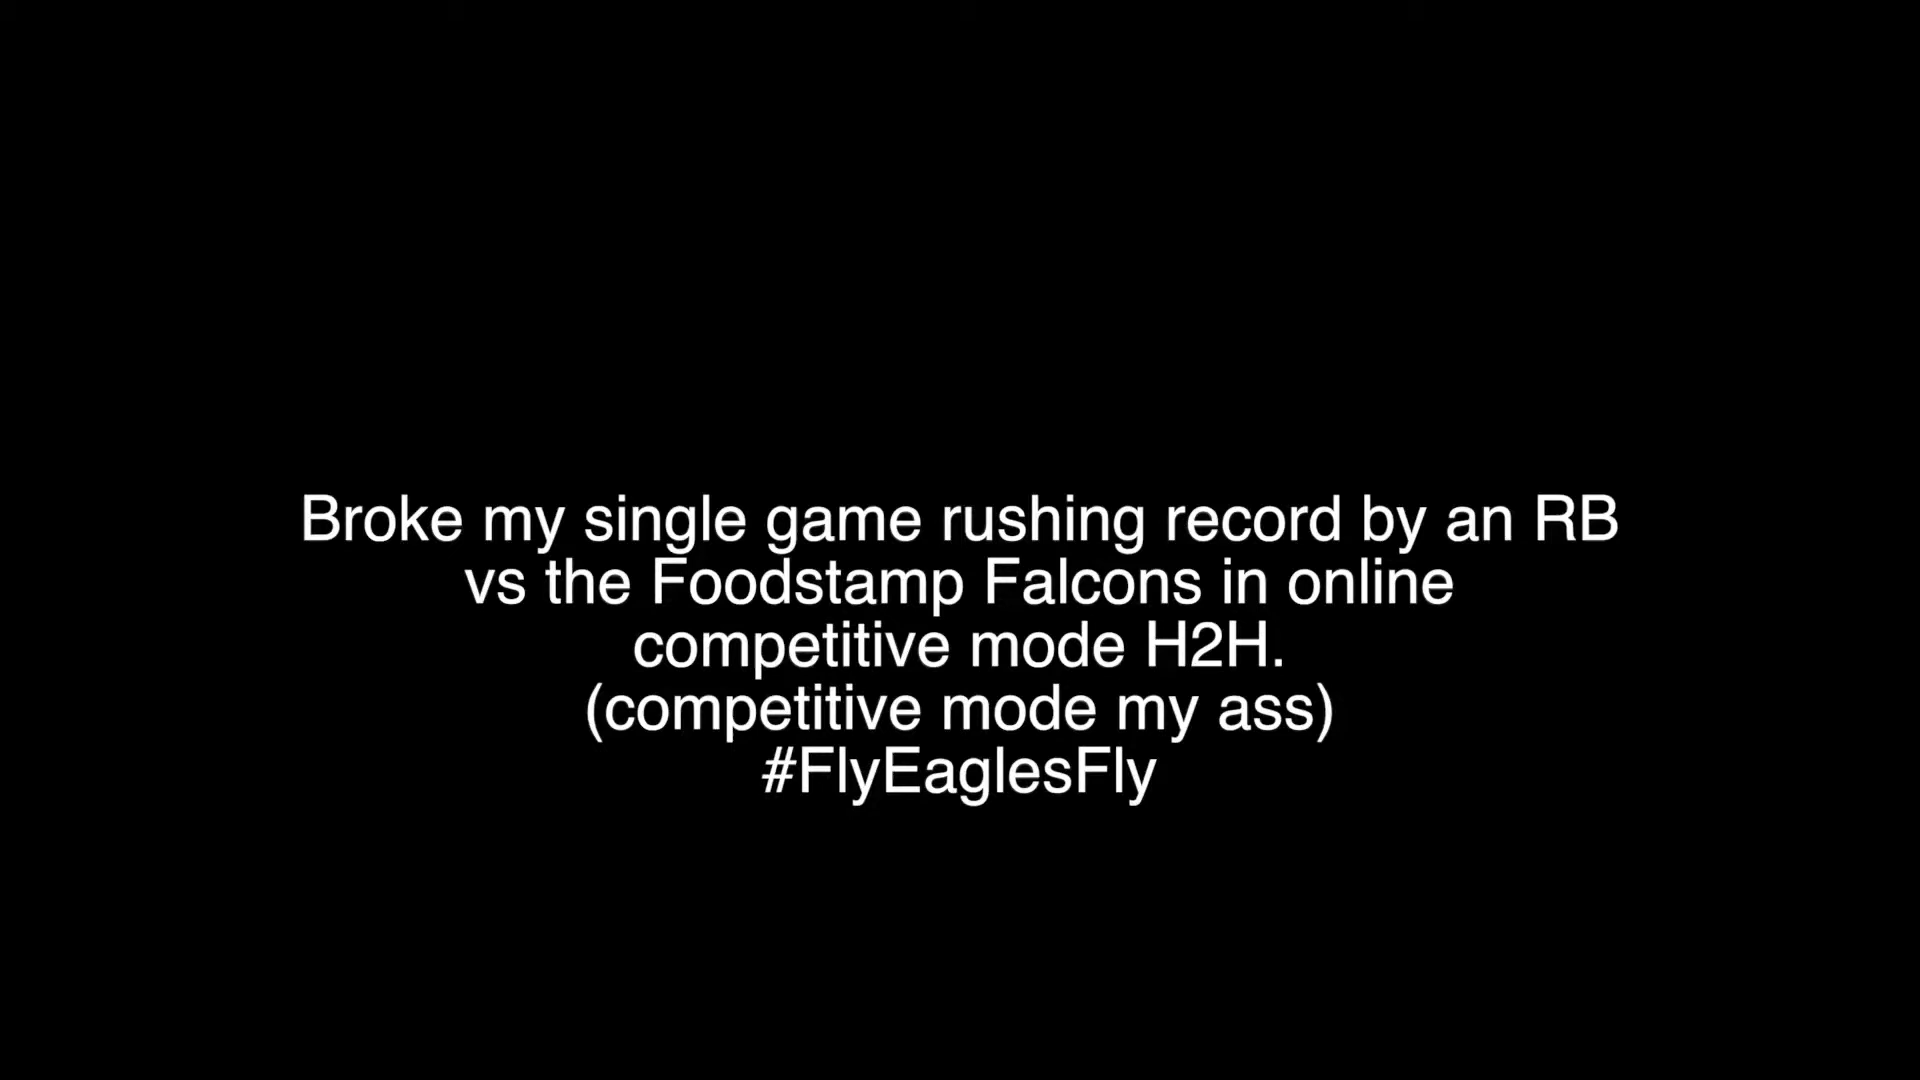 Broke my single game rushing record by an RB
vs the Foodstamp Falcons in online
competitive mode H2H.
(competitive mode my ass)
#FlyEaglesFly